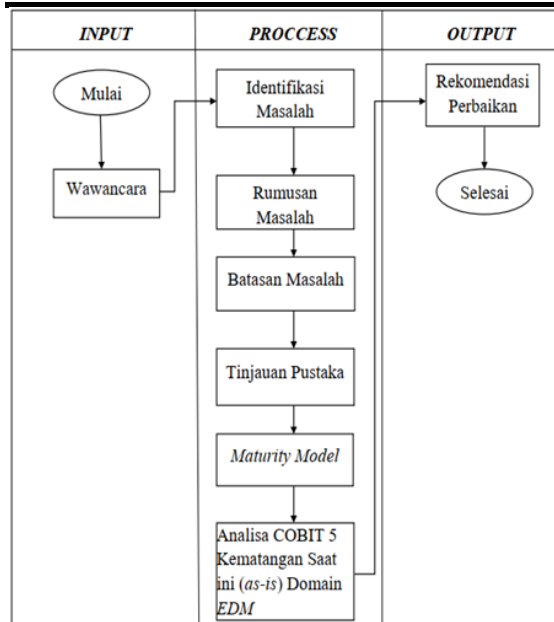 INPUT
PROCCESS
OUTPUT
Mulai
Wawancara
Identifikasi
Masalah
Rumusan
Masalah
Batasan Masalah
Tinjauan Pustaka
Maturity Model
Analisa COBIT 5
Kematangan Saat
ini (as-is) Domain
EDM
Rekomendasi
Perbaikan
Selesai